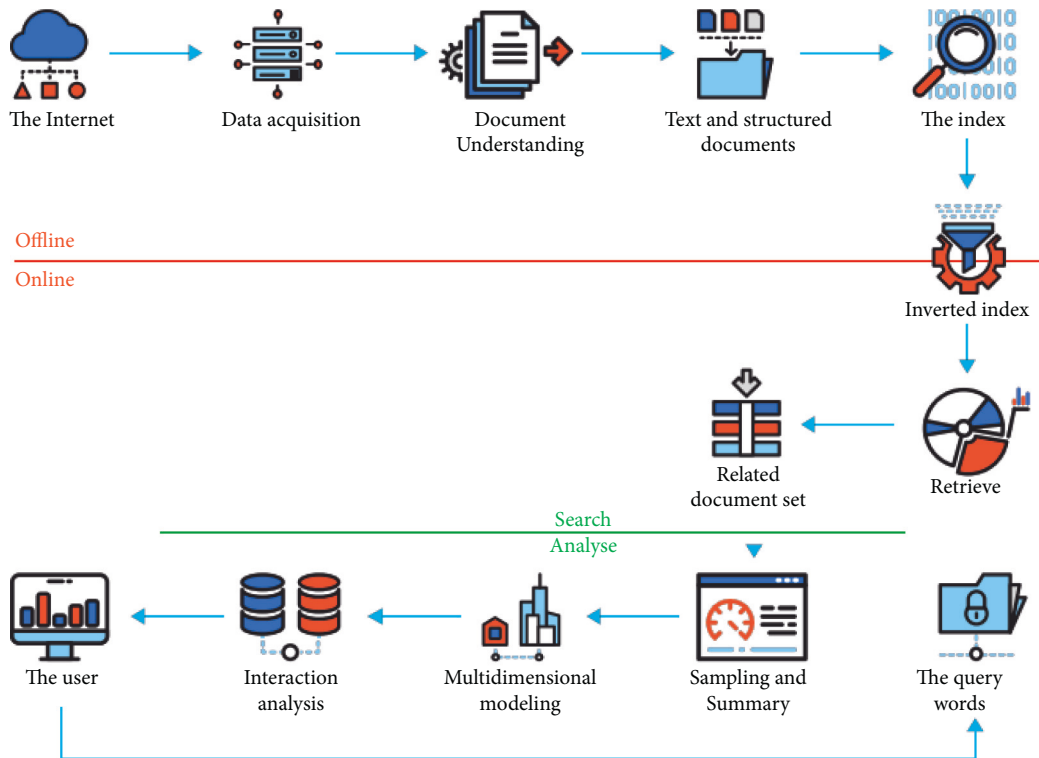 The Internet
Data acquisition
Document
Understanding
Text and structured
documents
10010010
The index
Offline
Online
Inverted index
Related
document set
Retrieve
Search
Analyse
The user
Interaction
analysis
Multidimensional
modeling
Sampling and
Summary
The query
words